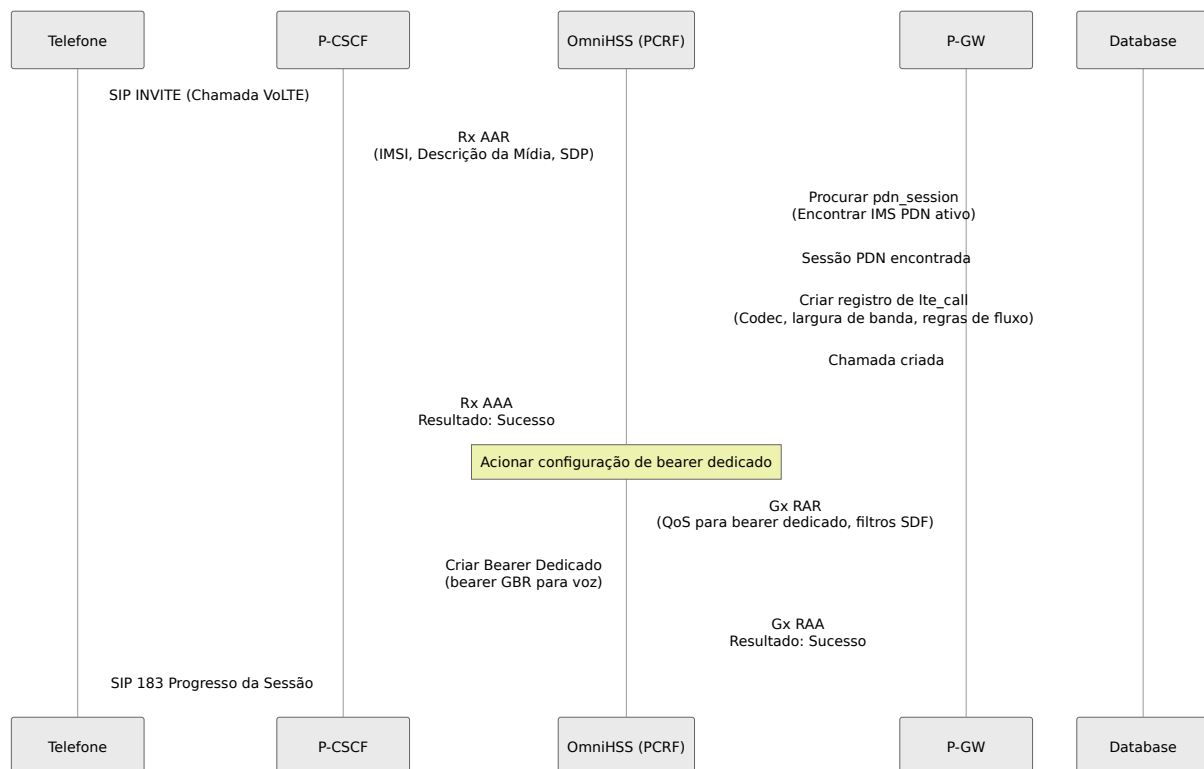 Telefone
P-CSCF
OmniHSS (PCRF)
P-GW
Database
SIP INVITE (Chamada VoLTE)
Rx AAR
(IMSI, Descrição da Mídia, SDP)
Procurar pdn_session
(Encontrar IMS PDN ativo)
Sessão PDN encontrada
Criar registro de lte_call
(Codec, largura de banda, regras de fluxo)
Chamada criada
Rx AAA
Resultado: Sucesso
Acionar configuração de bearer dedicado
Gx RAR
(QoS para bearer dedicado, filtros SDF)
Criar Bearer Dedicado
(bearer GBR para voz)
Gx RAA
Resultado: Sucesso
SIP 183 Progresso da Sessão
Telefone
P-CSCF
OmniHSS (PCRF)
P-GW
Database